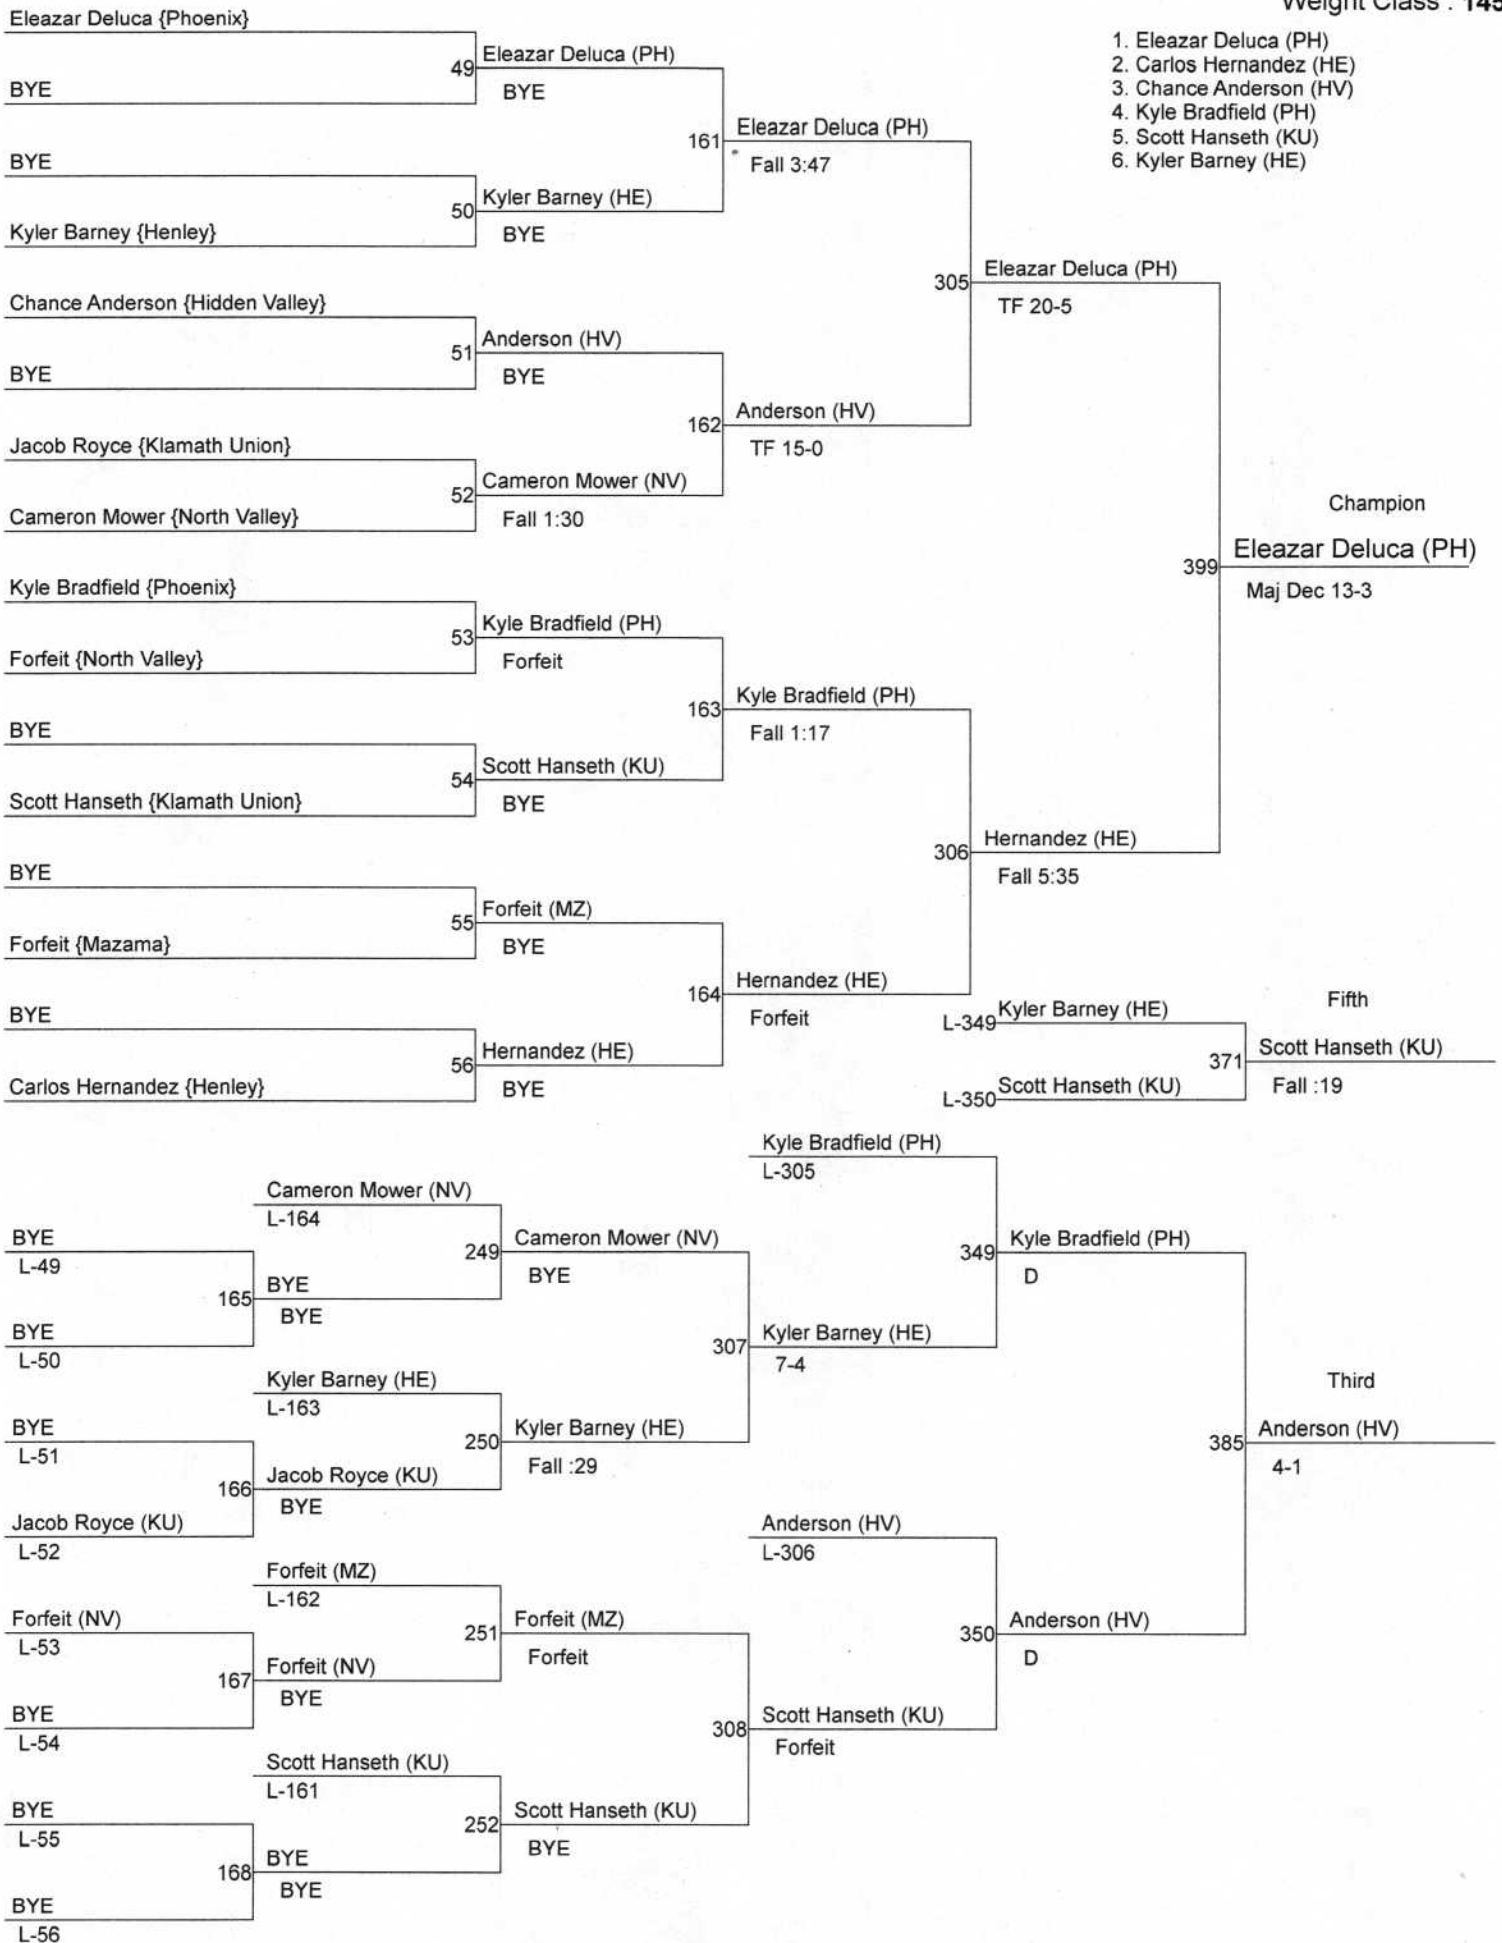 Weight Class : 145
1. Eleazar Deluca (PH)
2. Carlos Hernandez (HE)
3. Chance Anderson (HV)
4. Kyle Bradfield (PH)
5. Scott Hanseth (KU)
6. Kyler Barney (HE)
Eleazar Deluca {Phoenix}
49 Eleazar Deluca (PH)
BYE
BYE
161 Eleazar Deluca (PH)
Fall 3:47
BYE
50 Kyler Barney (HE)
Kyler Barney {Henley}
BYE
305 Eleazar Deluca (PH)
TF 20-5
Chance Anderson {Hidden Valley}
51 Anderson (HV)
BYE
BYE
162 Anderson (HV)
TF 15-0
Jacob Royce {Klamath Union}
52 Cameron Mower (NV)
Cameron Mower {North Valley}
Fall 1:30
Champion
399 Eleazar Deluca (PH)
Maj Dec 13-3
Kyle Bradfield {Phoenix}
53 Kyle Bradfield (PH)
Forfeit {North Valley}
Forfeit
163 Kyle Bradfield (PH)
Fall 1:17
BYE
54 Scott Hanseth (KU)
Scott Hanseth {Klamath Union}
BYE
306 Hernandez (HE)
Fall 5:35
BYE
55 Forfeit (MZ)
Forfeit {Mazama}
BYE
164 Hernandez (HE)
Forfeit
BYE
56 Hernandez (HE)
Carlos Hernandez {Henley}
BYE
Fifth
L-349 Kyler Barney (HE)
371 Scott Hanseth (KU)
L-350 Scott Hanseth (KU)
Fall :19
Kyle Bradfield (PH)
L-305
Cameron Mower (NV)
L-164
BYE
L-49
249 Cameron Mower (NV)
BYE
349 Kyle Bradfield (PH)
D
165 BYE
BYE
BYE
L-50
307 Kyler Barney (HE)
7-4
Kyler Barney (HE)
L-163
Third
BYE
L-51
250 Kyler Barney (HE)
Fall :29
385 Anderson (HV)
4-1
166 Jacob Royce (KU)
BYE
Jacob Royce (KU)
L-52
Anderson (HV)
L-306
Forfeit (MZ)
L-162
Forfeit (NV)
L-53
251 Forfeit (MZ)
Forfeit
350 Anderson (HV)
D
167 Forfeit (NV)
BYE
BYE
L-54
308 Scott Hanseth (KU)
Forfeit
Scott Hanseth (KU)
L-161
BYE
L-55
252 Scott Hanseth (KU)
BYE
168 BYE
BYE
BYE
L-56